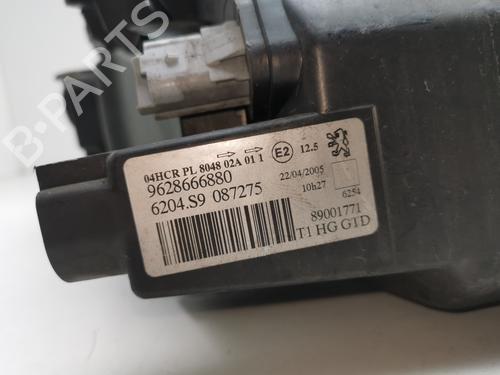 B-PARTS
04HCR PL 8048 02A 01 1 E2 12.5
9628666880 22/04/2005
6204.S9 087275 10h27 6254
89001771
T1 HG GTD